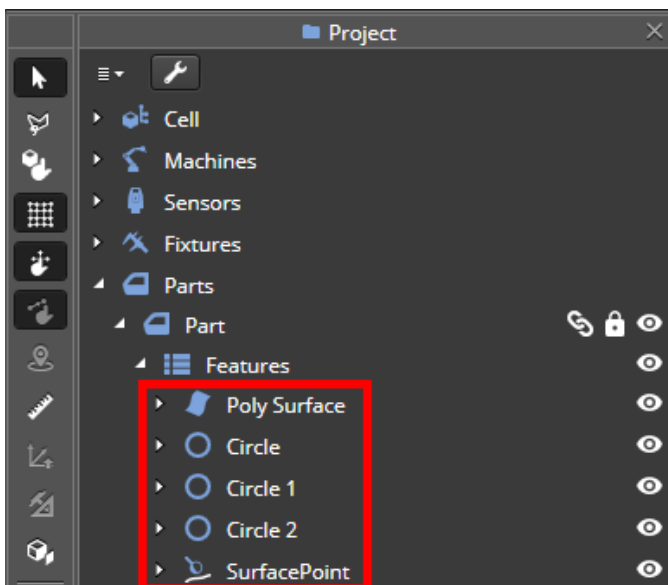 Project
Cell
Machines
Sensors
Fixtures
Parts
Part
Features
Poly Surface
Circle
Circle 1
Circle 2
SurfacePoint